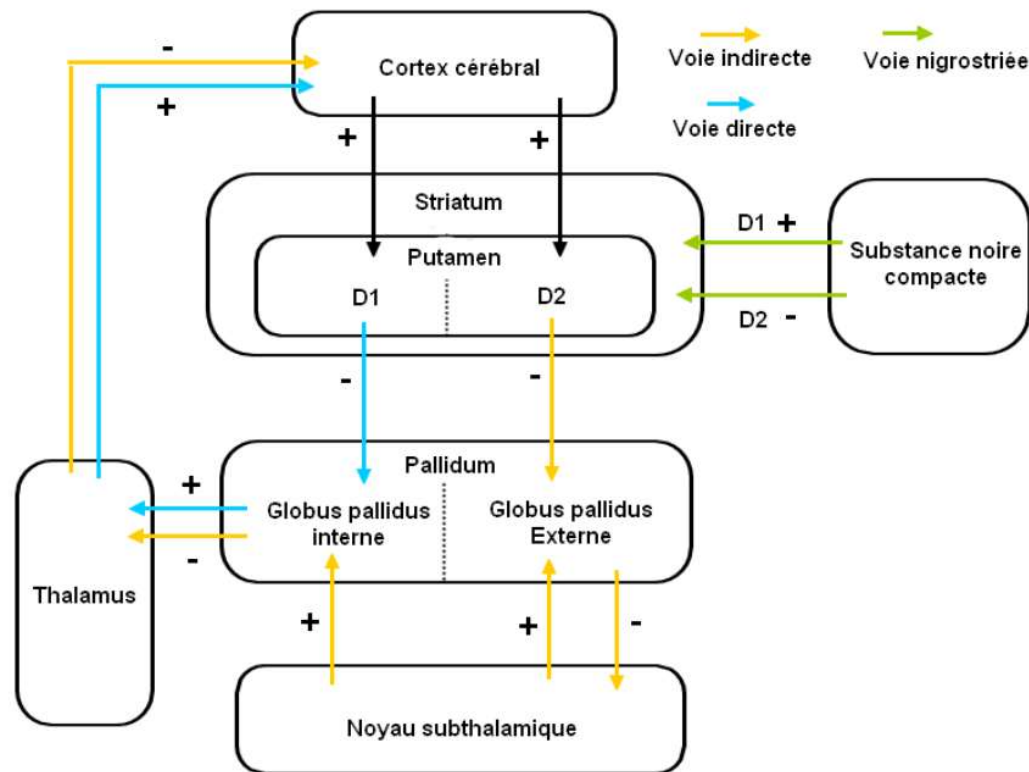 Voie indirecte
Voie nigrostriée
Voie directe
-
+
Cortex cérébral
+
+
Striatum
Putamen
D1
D2
D1 +
D2 -
Substance noire
compacte
-
-
Pallidum
Globus pallidus
interne
Globus pallidus
Externe
+
-
Thalamus
+
+
-
Noyau subthalamique